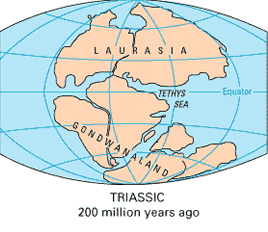 LAURASIA
TETHYS
SEA
Equator
GONDWANALAND
TRIASSIC
200 million years ago